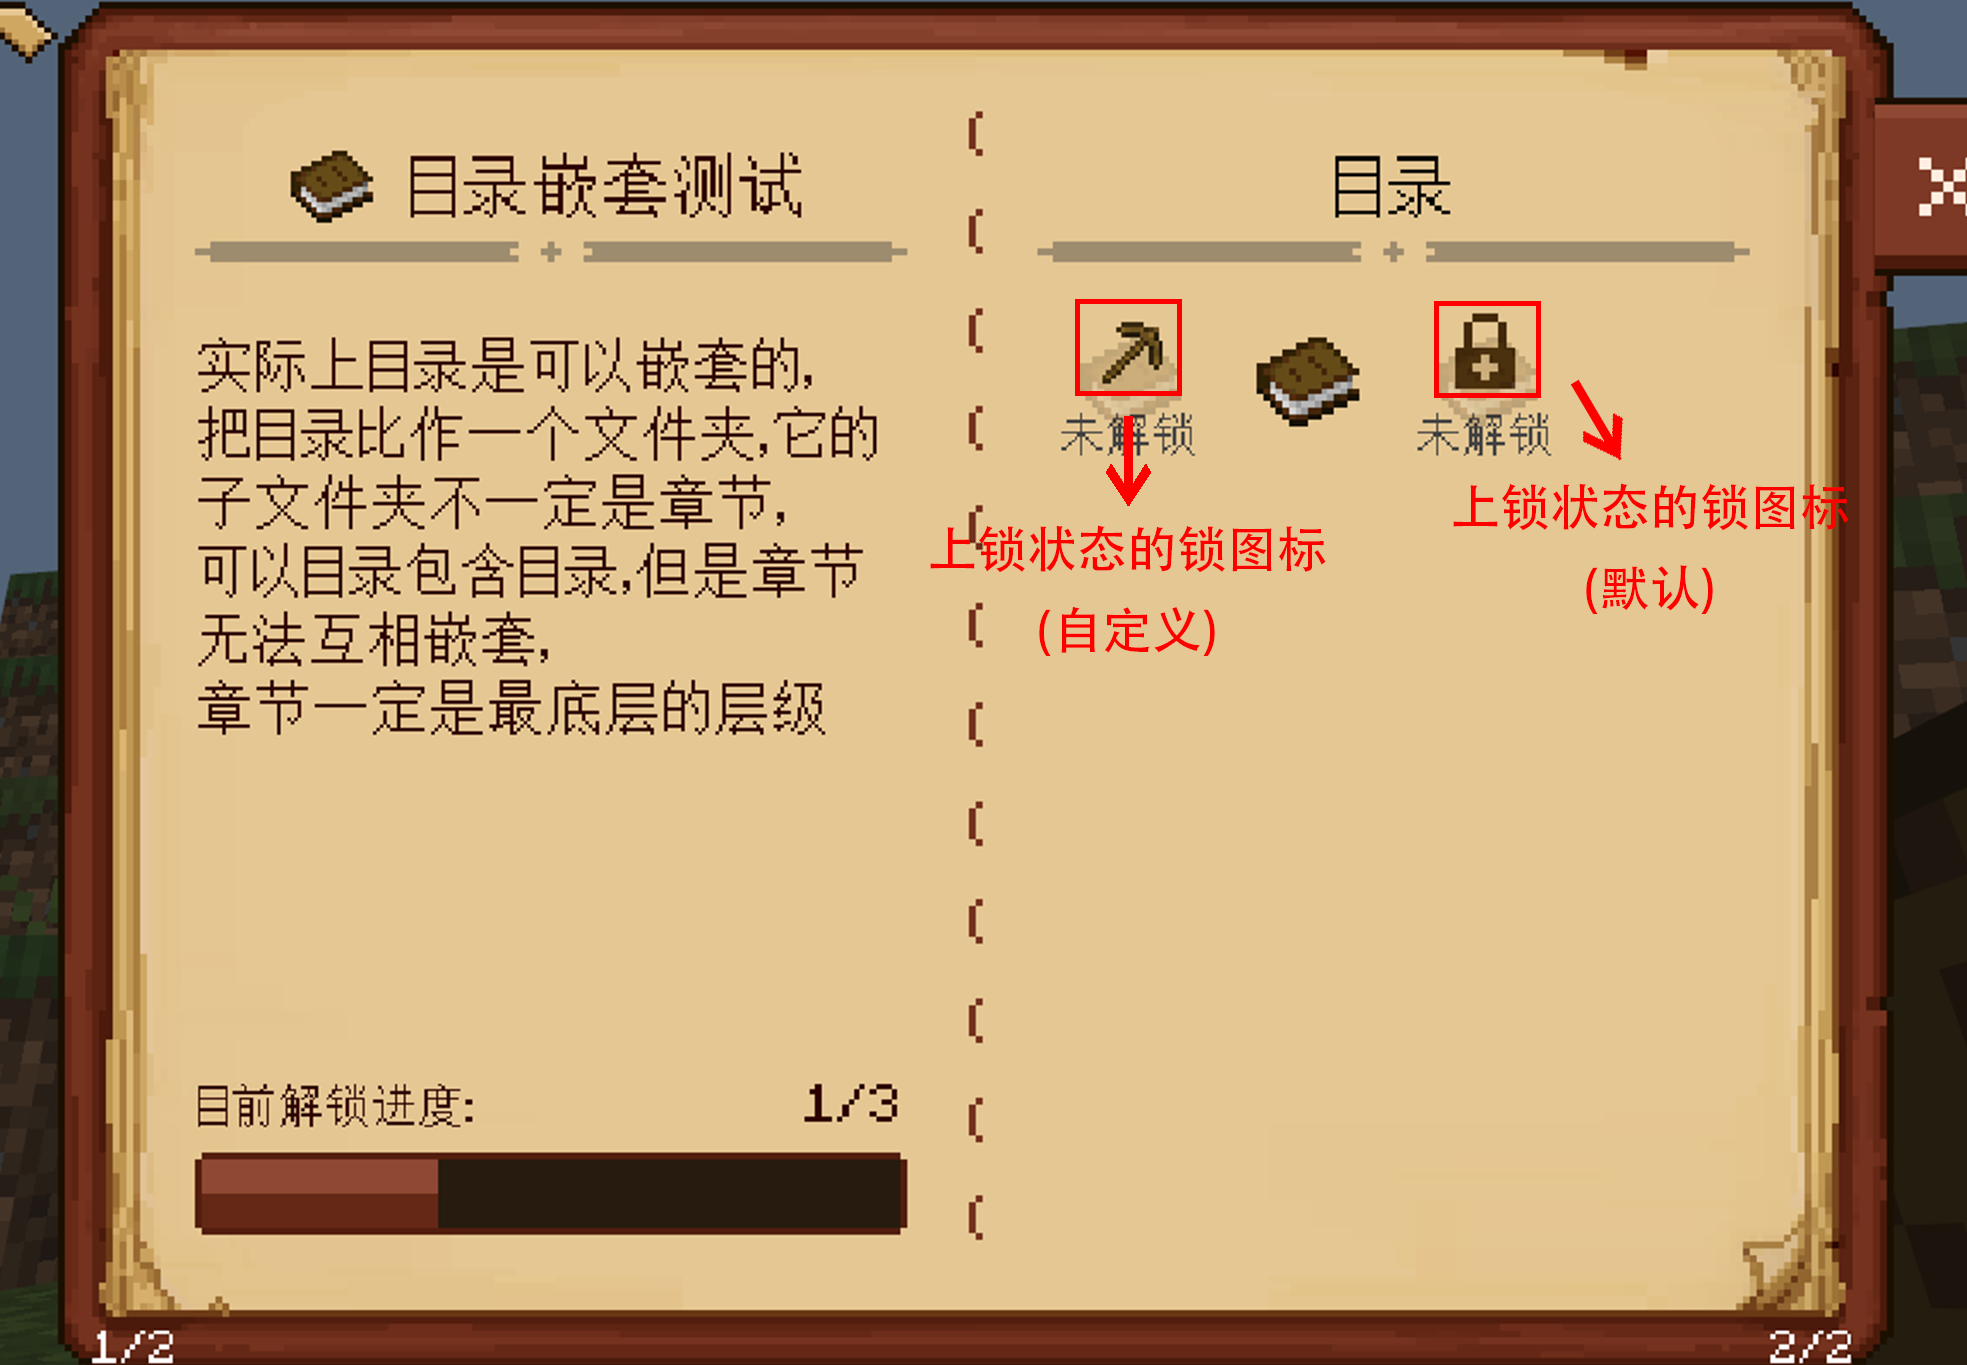 目录嵌套测试
实际上目录是可以嵌套的,
把目录比作一个文件夹,它的
子文件夹不一定是章节,
可以目录包含目录,但是章节
无法互相嵌套,
章节一定是最底层的层级
目前解锁进度:
1/3
1/2
目录
未解锁
未解锁
上锁状态的锁图标
(自定义)
上锁状态的锁图标
(默认)
2/2